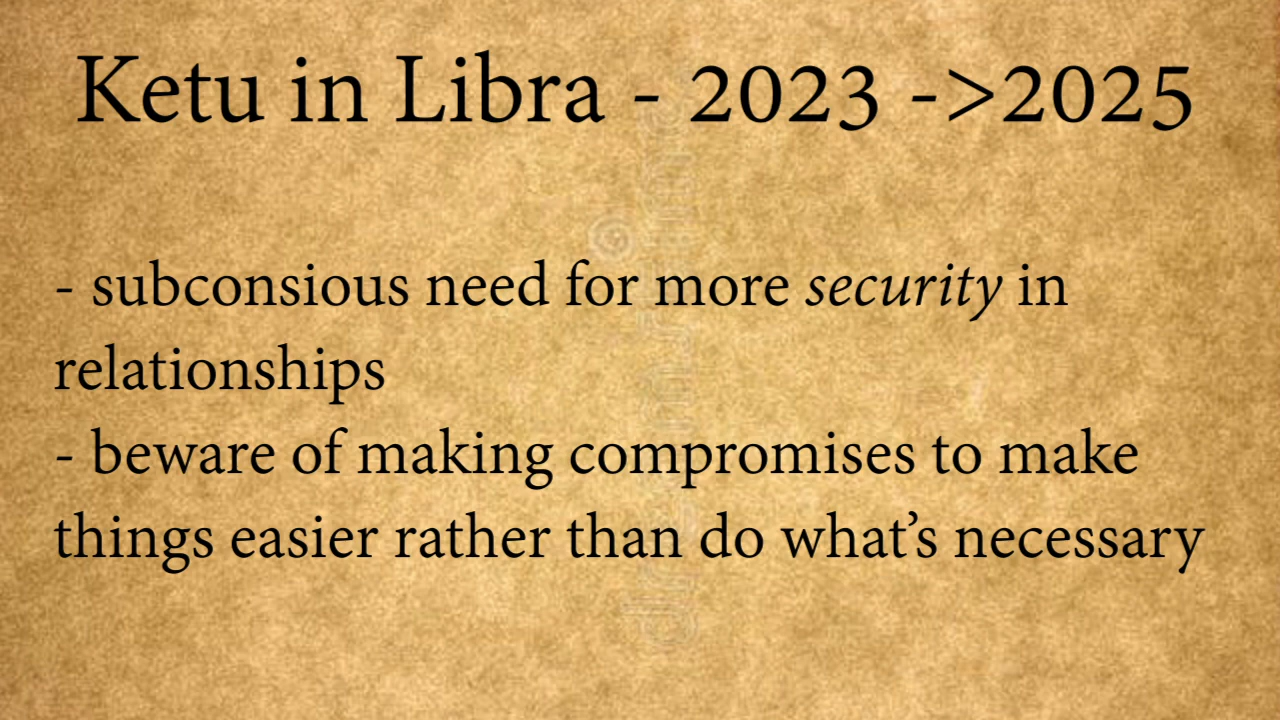 Ketu in Libra - 2023 ->2025
- subconsious need for more security in
relationships
- beware of making compromises to make
things easier rather than do what’s necessary
dreamstime